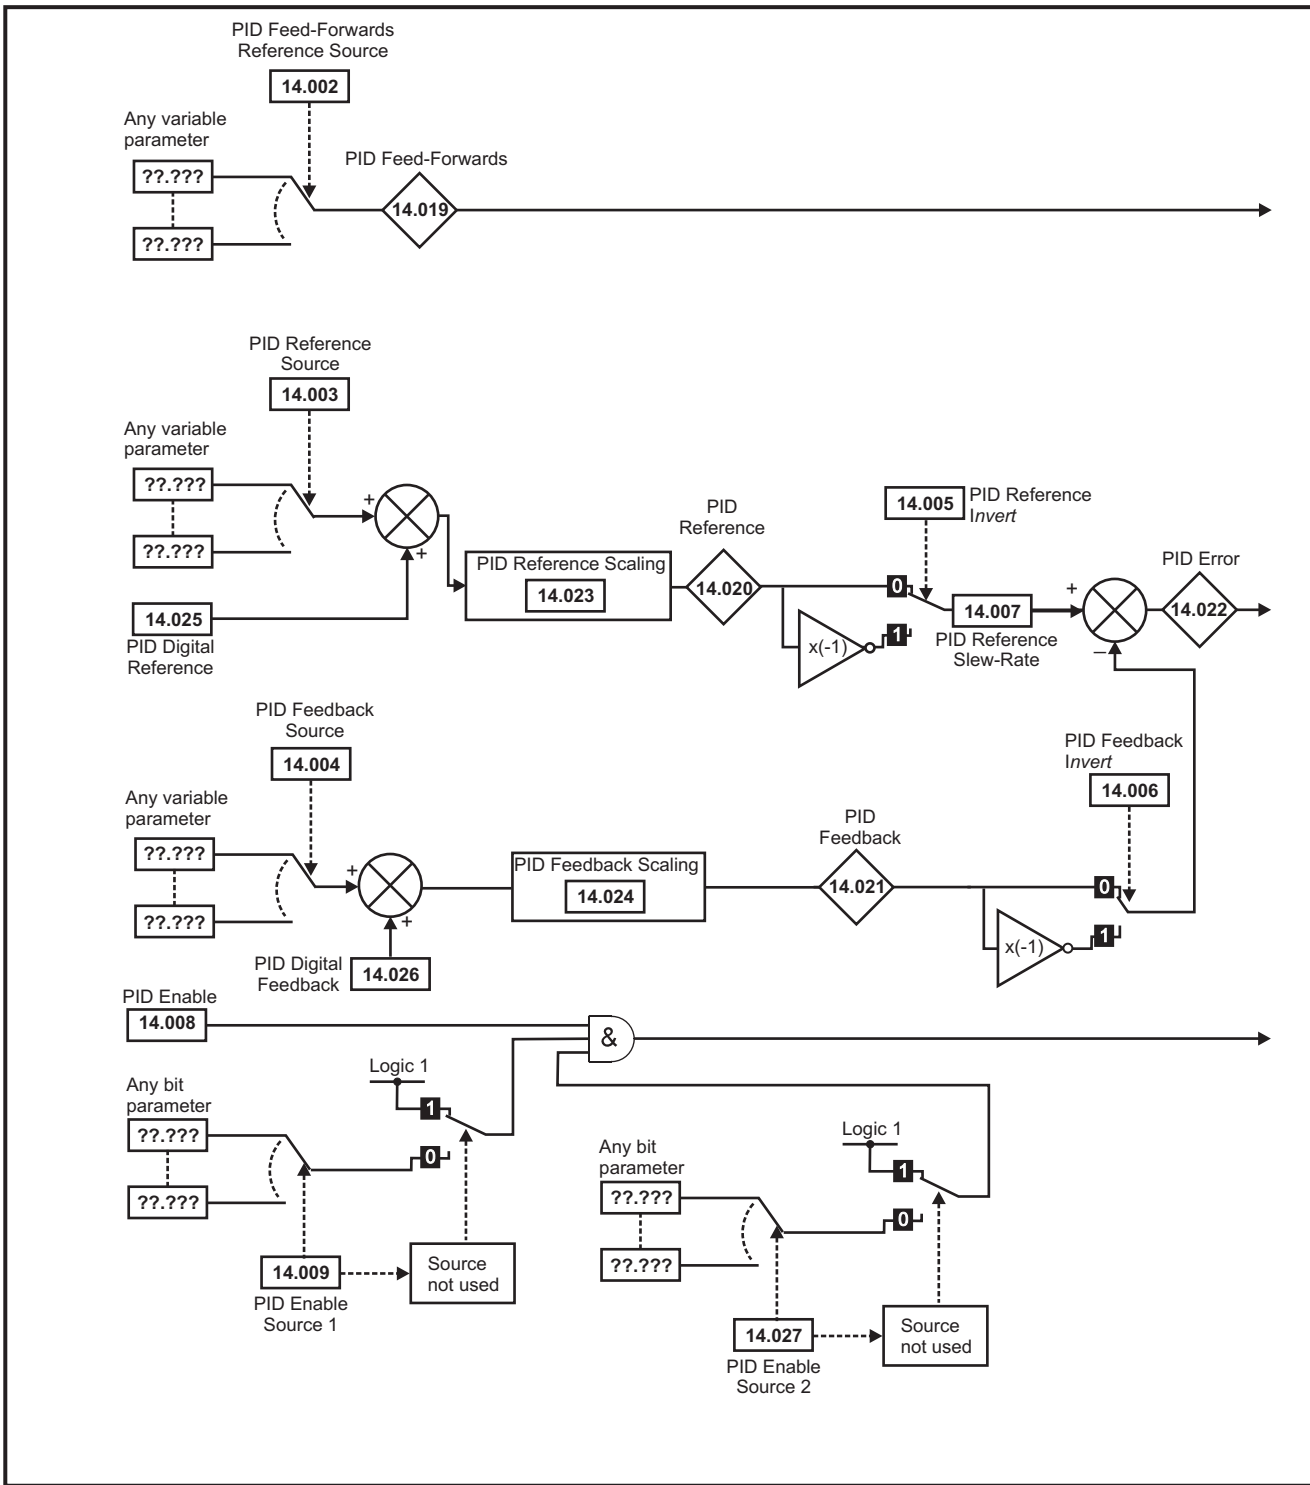 PID Feed-Forwards
Reference Source
14.002
Any variable
parameter
??.???
??.???
PID Feed-Forwards
14.019
PID Reference
Source
14.003
Any variable
parameter
??.???
??.???
+
+
14.025
PID Digital
Reference
PID Reference Scaling
14.023
PID
Reference
14.020
0
1
x(-1)
14.005
PID Reference
Invert
14.007
PID Reference
Slew-Rate
+
–
PID Error
14.022
PID Feedback
Source
14.004
Any variable
parameter
??.???
??.???
+
+
PID Digital
Feedback
14.026
PID Feedback Scaling
14.024
PID
Feedback
14.021
x(-1)
0
1
PID Feedback
Invert
14.006
PID Enable
14.008
&
Logic 1
1
0
Any bit
parameter
??.???
??.???
14.009
PID Enable
Source 1
Source
not used
Any bit
parameter
??.???
??.???
Logic 1
1
0
14.027
PID Enable
Source 2
Source
not used